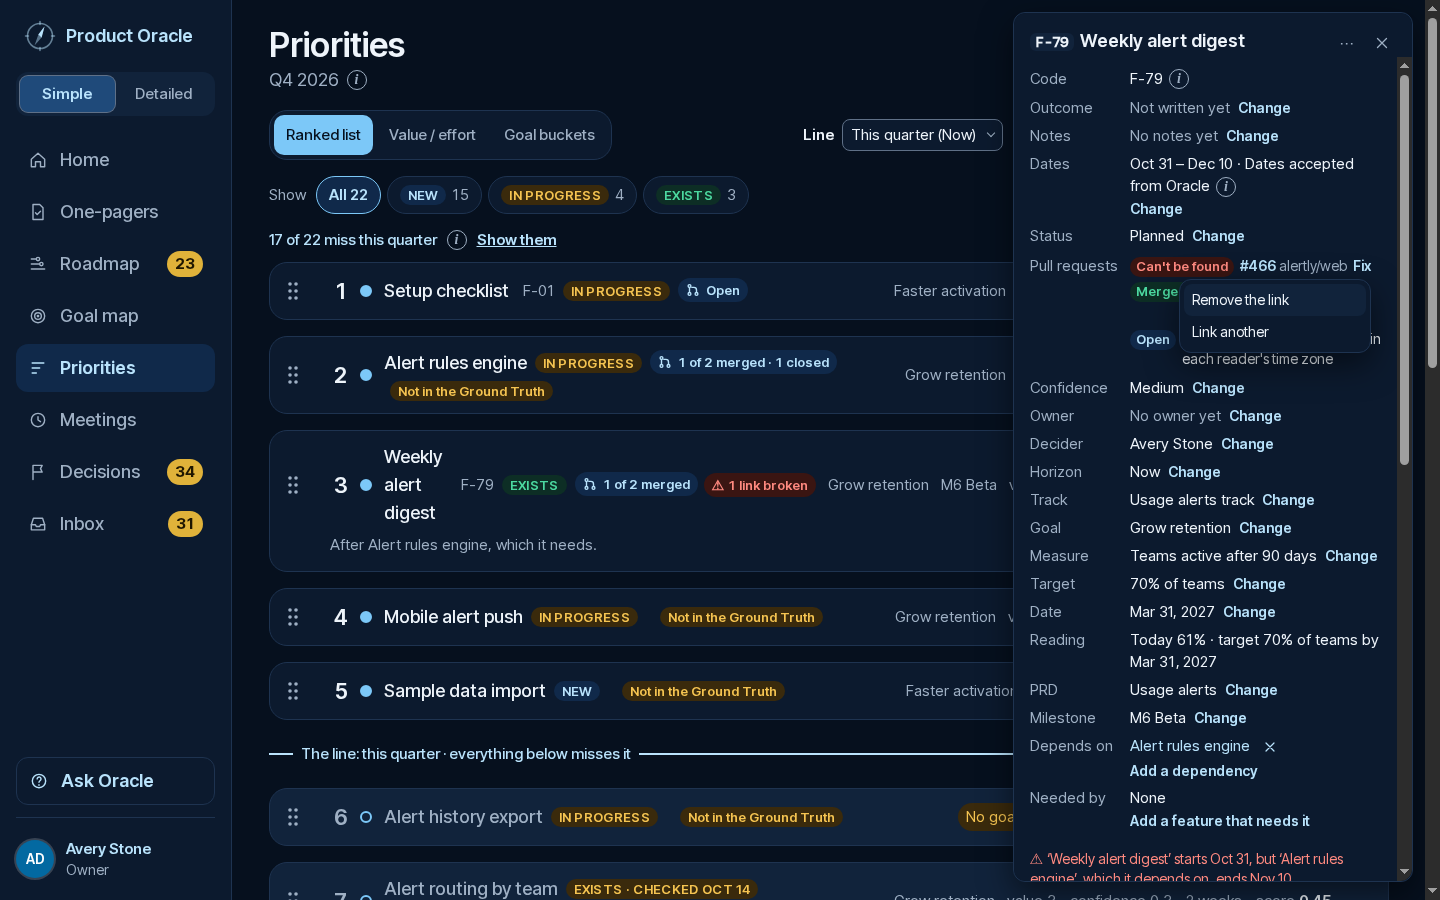 Product Oracle
Simple
Detailed
Home
One-pagers
Roadmap
23
Goal map
Priorities
Meetings
Decisions
34
Inbox
31
Ask Oracle
AD
Avery Stone
Owner
Priorities
Q4 2026 i
Ranked list
Value / effort
Goal buckets
Line
This quarter (Now)
Show
All 22
NEW 15
IN PROGRESS 4
EXISTS 3
17 of 22 miss this quarter i Show them
1 Setup checklist F-01 IN PROGRESS Open Faster activation
2 Alert rules engine IN PROGRESS 1 of 2 merged · 1 closed
Not in the Ground Truth
Grow retention
3 Weekly
alert
digest
F-79 EXISTS 1 of 2 merged ⚠ 1 link broken Grow retention M6 Beta
After Alert rules engine, which it needs.
4 Mobile alert push IN PROGRESS Not in the Ground Truth Grow retention
5 Sample data import NEW Not in the Ground Truth Faster activation
The line: this quarter · everything below misses it
6 Alert history export IN PROGRESS Not in the Ground Truth No goa
7 Alert routing by team EXISTS · CHECKED OCT 14
F-79 Weekly alert digest
Code F-79 i
Outcome Not written yet Change
Notes No notes yet Change
Dates Oct 31 – Dec 10 · Dates accepted
from Oracle i
Change
Status Planned Change
Pull requests Can't be found #466 alertly/web Fix
Merge
Remove the link
Link another
Open
in
each reader's time zone
Confidence Medium Change
Owner No owner yet Change
Decider Avery Stone Change
Horizon Now Change
Track Usage alerts track Change
Goal Grow retention Change
Measure Teams active after 90 days Change
Target 70% of teams Change
Date Mar 31, 2027 Change
Reading Today 61% · target 70% of teams by
Mar 31, 2027
PRD Usage alerts Change
Milestone M6 Beta Change
Depends on Alert rules engine
Add a dependency
Needed by None
Add a feature that needs it
⚠ ‘Weekly alert digest’ starts Oct 31, but ‘Alert rules
engine’, which it depends on, ends Nov 10.